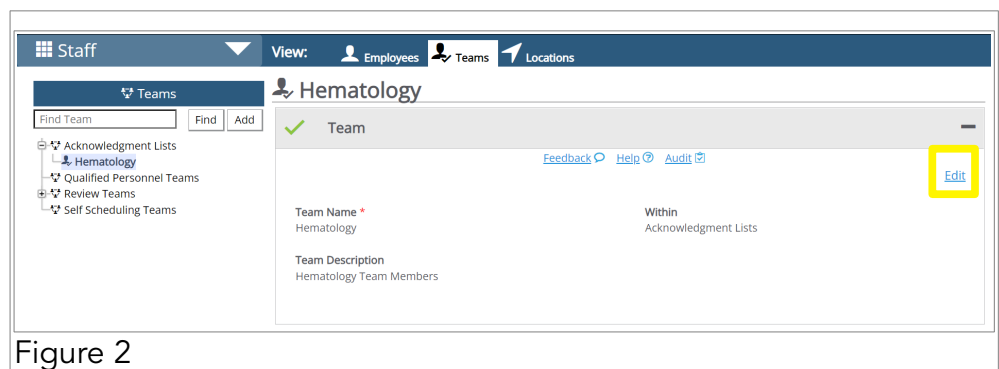 Staff
View: Employees Teams Locations
Teams
Hematology
Find Team Find Add
Team
Acknowledgment Lists
Hematology
Qualified Personnel Teams
Review Teams
Self Scheduling Teams
Feedback Help Audit
Edit
Team Name * Within
Hematology Acknowledgment Lists
Team Description
Hematology Team Members
Figure 2